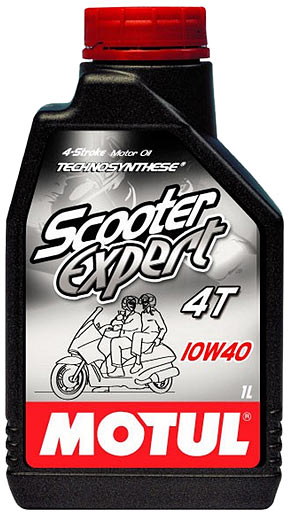 4-Stroke Motor Oil
TECHNOSYNTHESE®
Scooter
expert
4T
10W40
1L
MOTUL®